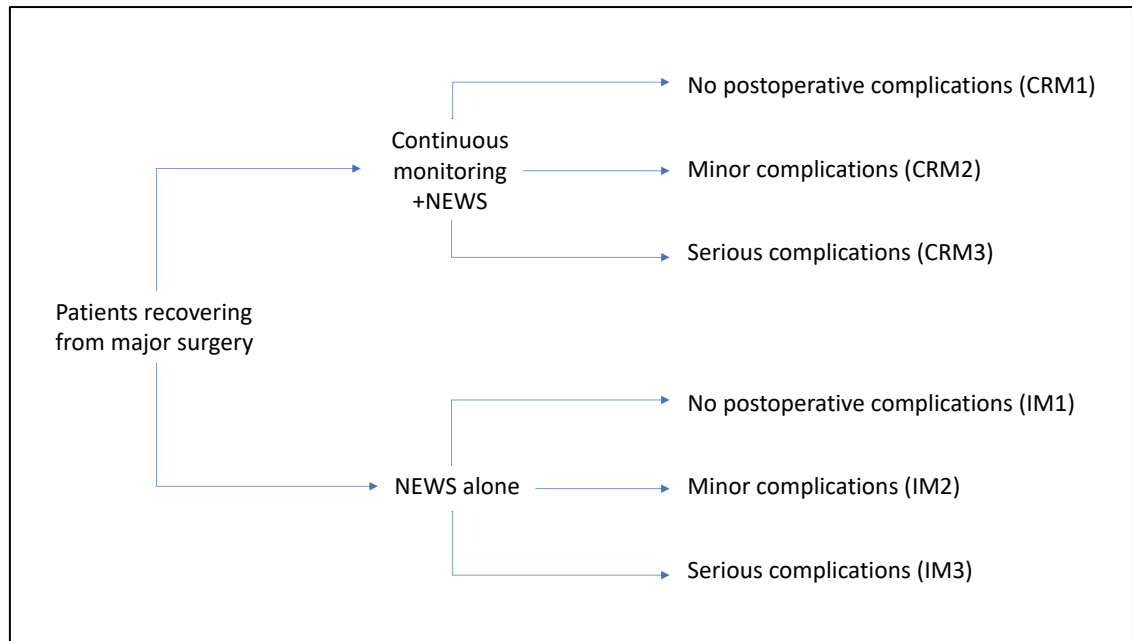 No postoperative complications (CRM1)
Continuous
monitoring
+NEWS
Minor complications (CRM2)
Serious complications (CRM3)
Patients recovering
from major surgery
No postoperative complications (IM1)
NEWS alone
Minor complications (IM2)
Serious complications (IM3)